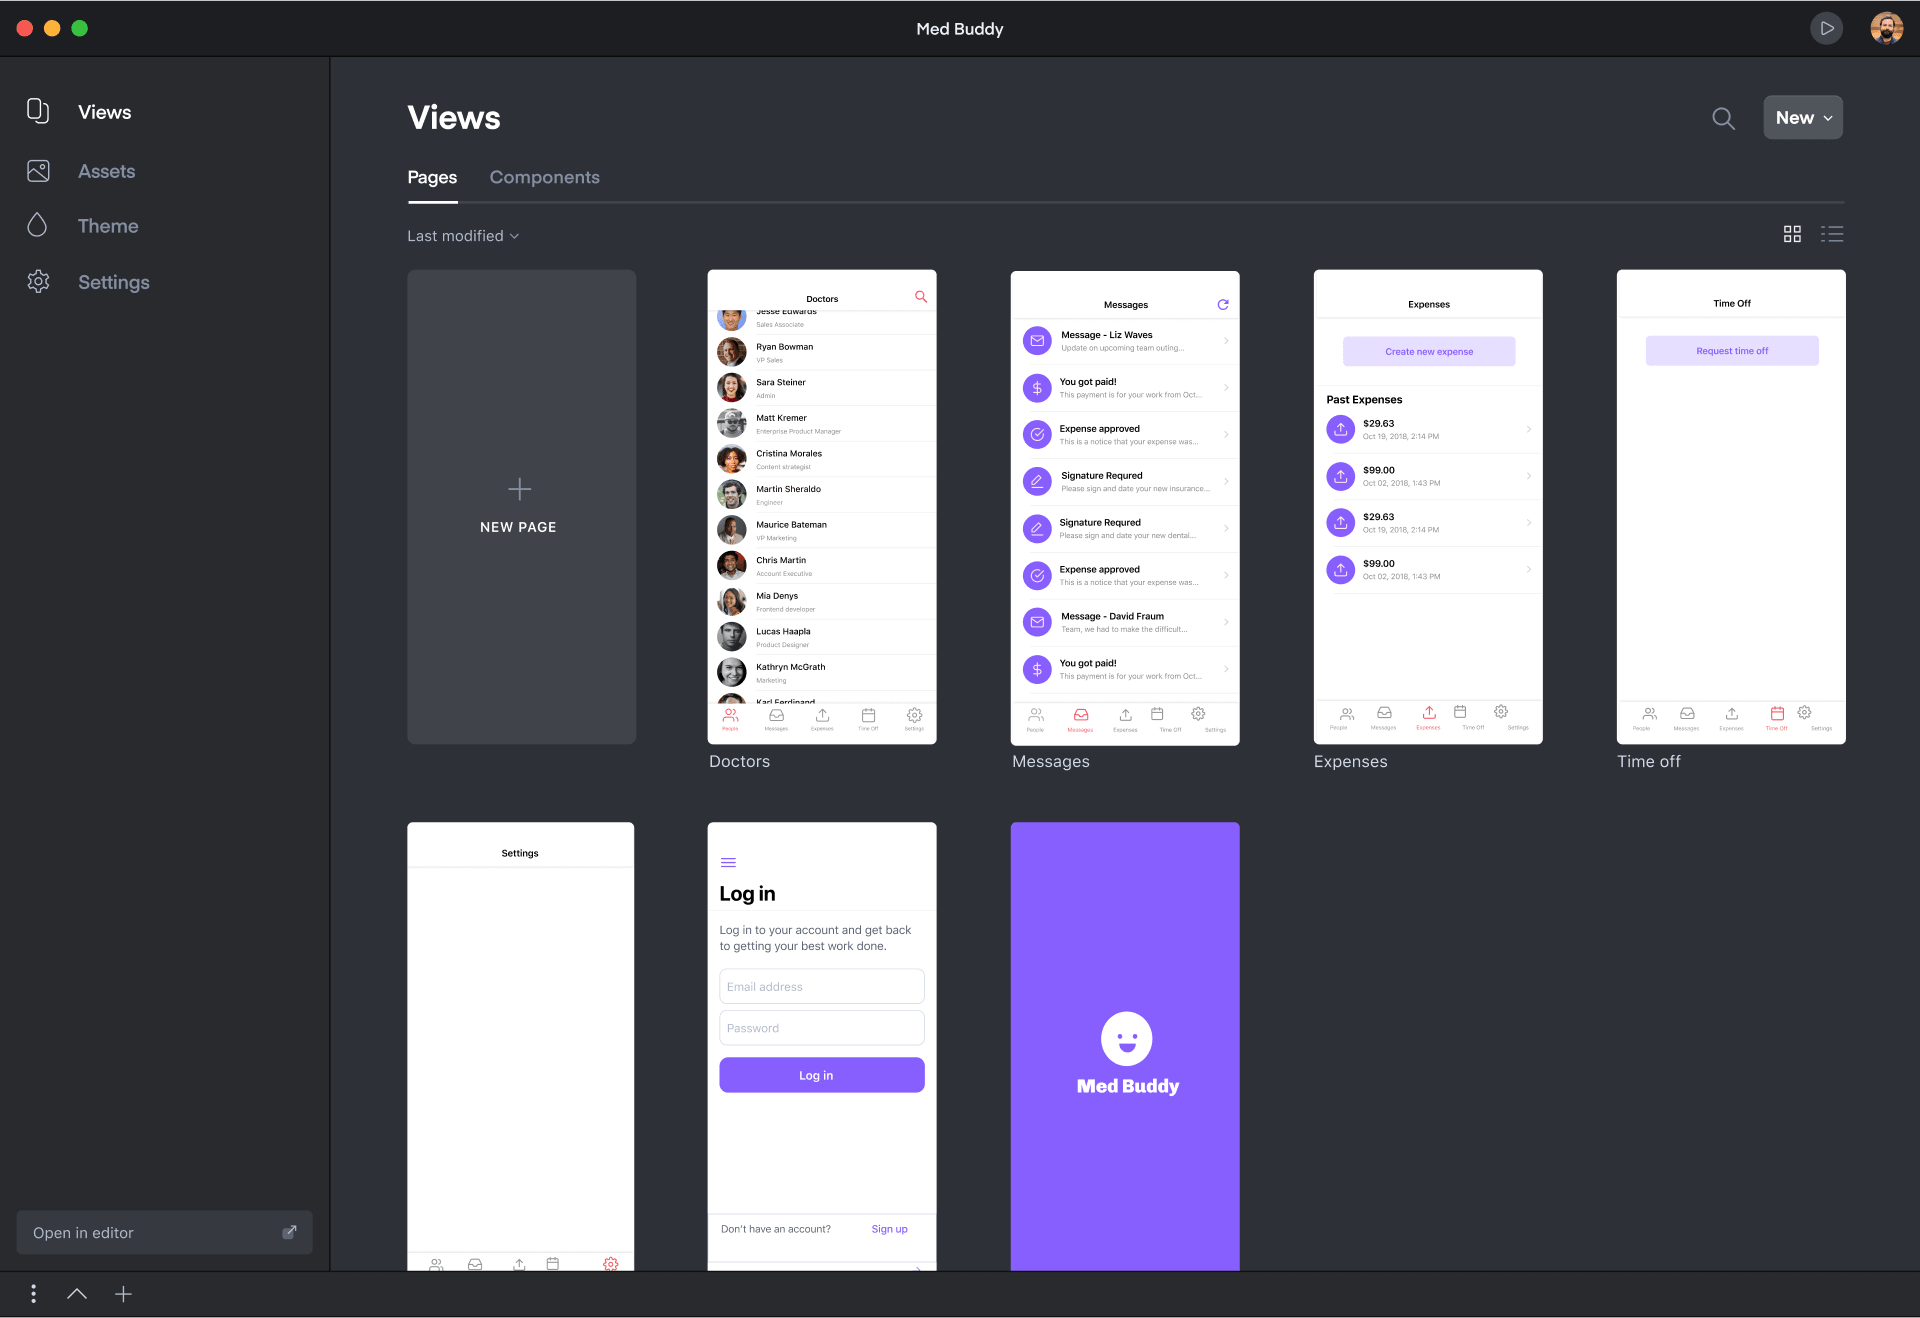 Med Buddy
Views
Assets
Theme
Settings
Open in editor
Views
New
Pages
Components
Last modified
NEW PAGE
Doctors
Jesse Edwards
Sales Associate
Ryan Bowman
VP Sales
Sara Steiner
Admin
Matt Kremer
Enterprise Product Manager
Cristina Morales
Content strategist
Martin Sheraldo
Engineer
Maurice Bateman
VP Marketing
Chris Martin
Account Executive
Mia Denys
Frontend developer
Lucas Haapla
Product Designer
Kathryn McGrath
Marketing
Karl Ferdinand
People
Messages
Expenses
Time Off
Settings
Doctors
Messages
Message - Liz Waves
Update on upcoming team outing...
You got paid!
This payment is for your work from Oct...
Expense approved
This is a notice that your expense was...
Signature Requred
Please sign and date your new insurance...
Signature Requred
Please sign and date your new dental...
Expense approved
This is a notice that your expense was...
Message - David Fraum
Team, we had to make the difficult...
You got paid!
This payment is for your work from Oct...
People
Messages
Expenses
Time Off
Settings
Messages
Expenses
Create new expense
Past Expenses
$29.63
Oct 19, 2018, 2:14 PM
$99.00
Oct 02, 2018, 1:43 PM
$29.63
Oct 19, 2018, 2:14 PM
$99.00
Oct 02, 2018, 1:43 PM
People
Messages
Expenses
Time Off
Settings
Expenses
Time Off
Request time off
People
Messages
Expenses
Time Off
Settings
Time off
Settings
Log in
Log in to your account and get back
to getting your best work done.
Email address
Password
Log in
Don't have an account?
Sign up
Med Buddy